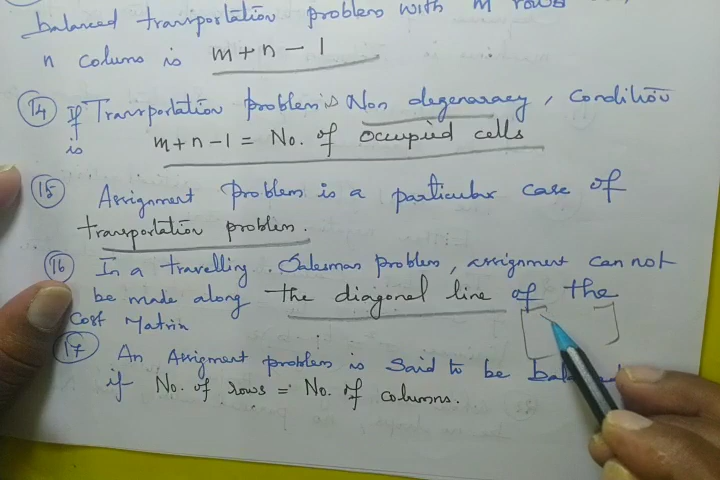 balanced transportation problem with m rows
n colums is m + n - 1
14 If Transportation problem is Non degenaracy, Condition
is m+n-1 = No. of occupied cells
15 Assignment Problem is a particular case of
transportation problem.
16 In a travelling Salesman problem, assignment can not
be made along the diagonal line of the
Cost Matrix
17 An Assigment problem is said to be
if No. of rows = No. of columns.